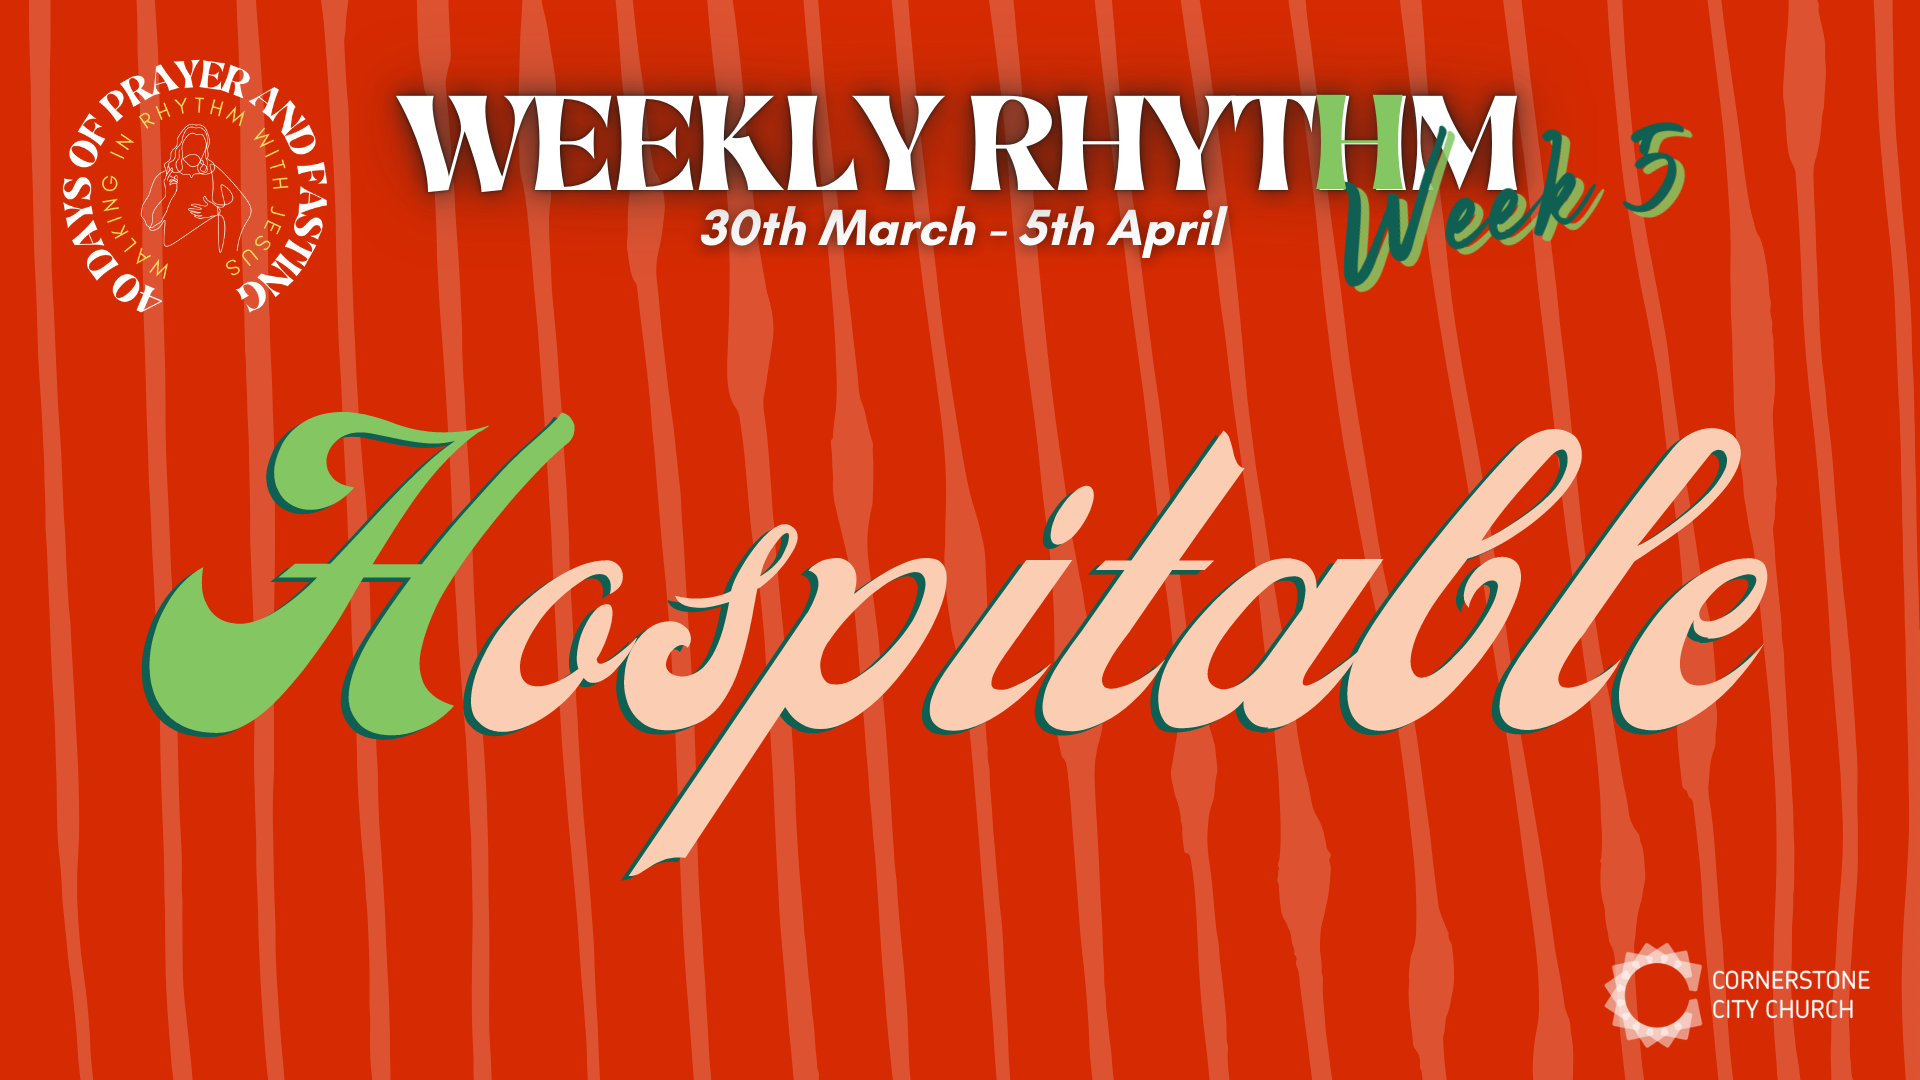 40 DAYS OF PRAYER AND FASTING
WALKING IN RHYTHM WITH JESUS
WEEKLY RHYTHM
Week 5
30th March - 5th April
Hospitable
CORNERSTONE
CITY CHURCH